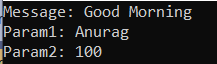 Message: Good Morning
Param1: Anurag
Param2: 100